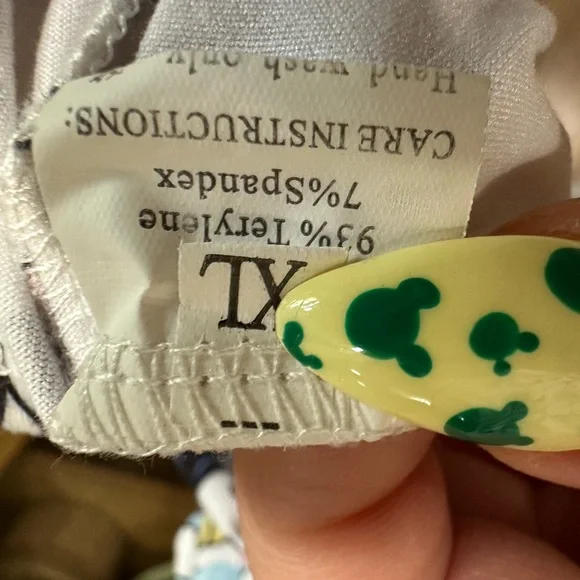 XL
93% Terylene
7%Spandex
CARE INSTRUCTIONS:
Hand wash only